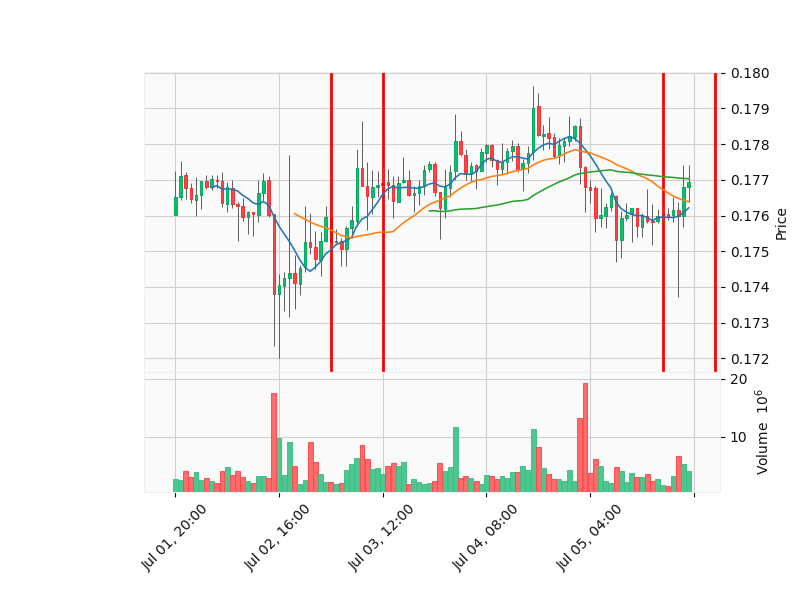 0.180
0.179
0.178
0.177
0.176
0.175
0.174
0.173
0.172
Price
20
10
Volume 10⁶
Jul 01, 20:00
Jul 02, 16:00
Jul 03, 12:00
Jul 04, 08:00
Jul 05, 04:00